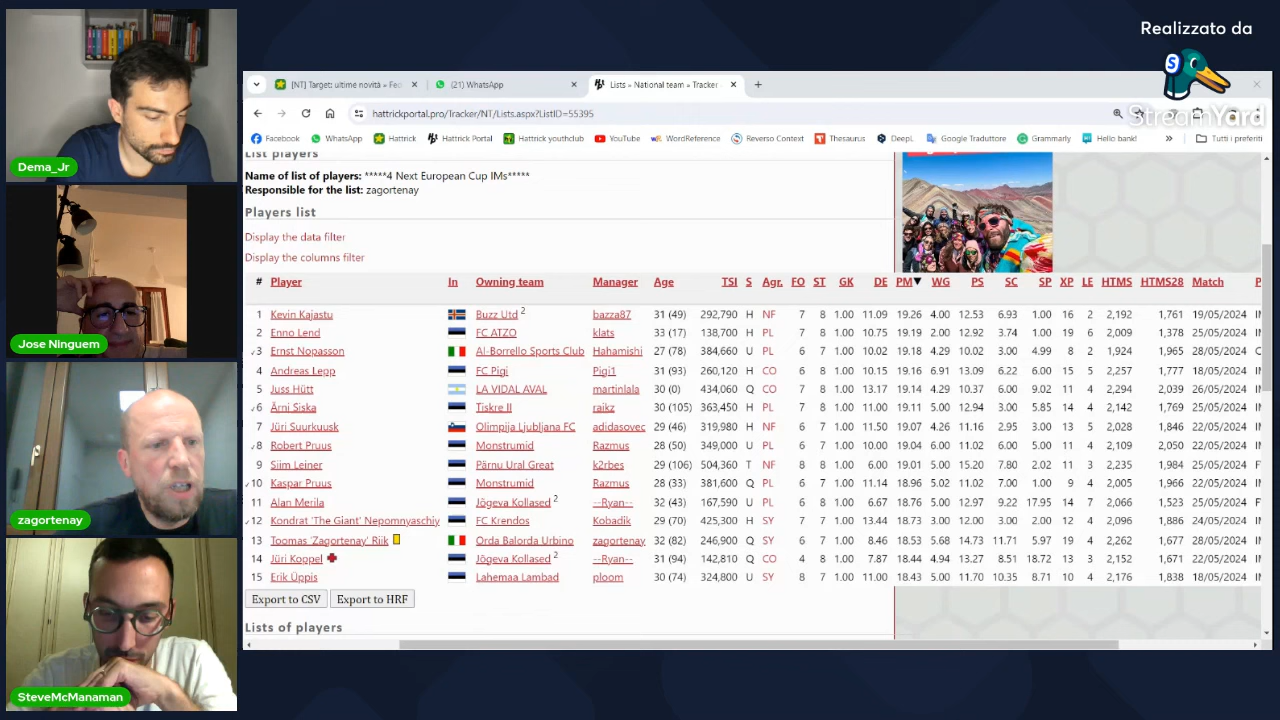 Realizzato da
StreamYard
Dema_Jr
Jose Ninguem
zagortenay
SteveMcManaman
[NT] Target: ultime novità » Fed
(21) WhatsApp
Lists » National team » Tracker
hattrickportal.pro/Tracker/NT/Lists.aspx?ListID=55395
Facebook WhatsApp Hattrick Hattrick Portal Hattrick youthclub YouTube WordReference Reverso Context Thesaurus DeepL Google Traduttore Grammarly Hello bank! » Tutti i preferiti
List players
Name of list of players: *****4 Next European Cup IMs*****
Responsible for the list: zagortenay
Players list
Display the data filter
Display the columns filter
# Player In Owning team Manager Age TSI S Agr. FO ST GK DE PM▼ WG PS SC SP XP LE HTMS HTMS28 Match P
1 Kevin Kajastu Buzz Utd 2 bazza87 31 (49) 292,790 H NF 7 8 1.00 11.09 19.26 4.00 12.53 6.93 1.00 16 2 2,192 1,761 19/05/2024 IM
2 Enno Lend FC ATZO klats 33 (17) 138,700 H PL 6 7 1.00 10.75 19.19 2.00 12.92 3.74 1.00 19 6 2,009 1,378 28/05/2024 IM
✓3 Ernst Nopasson Al-Borrello Sports Club Hahamishi 27 (78) 384,660 U PL 6 7 1.00 10.02 19.18 4.29 10.02 3.00 4.99 8 2 1,924 1,965 28/05/2024 C
4 Andreas Lepp FC Pigi Pigi1 31 (93) 260,120 H CO 6 8 1.00 10.15 19.16 6.91 13.09 6.22 6.00 15 5 2,257 1,777 18/05/2024 IM
5 Juss Hütt LA VIDAL AVAL martinlala 30 (0) 434,060 Q CO 7 8 1.00 13.17 19.14 4.29 10.37 6.00 9.02 11 4 2,294 1,939 26/05/2024 IM
✓6 Ärni Siska Tiskre II raikz 30 (105) 363,450 H PL 7 8 1.00 11.00 19.11 5.00 12.94 3.00 5.85 14 4 2,142 1,769 25/05/2024 IM
7 Jüri Suurkuusk Olimpija Ljubljana FC adidasovec 29 (46) 319,980 H NF 7 8 1.00 11.50 19.07 4.26 11.16 2.95 3.00 13 5 2,028 1,846 22/05/2024 IM
✓8 Robert Pruus Monstrumid Razmus 28 (50) 349,000 U PL 7 8 1.00 10.00 19.04 6.00 11.02 3.00 5.00 11 4 2,109 2,050 22/05/2024 IM
9 Siim Leiner Pärnu Ural Great k2rbes 29 (106) 504,360 T NF 8 8 1.00 6.00 19.01 5.00 15.20 7.80 2.02 11 3 2,235 1,984 25/05/2024 F
✓10 Kaspar Pruus Monstrumid Razmus 28 (33) 381,600 Q PL 7 7 1.00 11.14 18.96 5.02 11.02 7.00 1.00 9 4 2,005 1,966 22/05/2024 IM
11 Alan Merila Jõgeva Kollased 2 --Ryan-- 32 (43) 167,590 U PL 6 8 1.00 6.67 18.76 5.00 12.51 9.28 17.95 14 7 2,066 1,523 25/05/2024 F
✓12 Kondrat 'The Giant' Nepomnyaschiy FC Krendos Kobadik 29 (70) 425,300 H SY 7 7 1.00 13.44 18.73 3.00 12.00 3.00 2.00 12 4 2,096 1,886 24/05/2024 IM
13 Toomas 'Zagortenay' Riik Orda Balorda Urbino zagortenay 32 (82) 246,900 Q SY 6 7 1.00 8.46 18.53 5.68 14.73 11.71 5.97 19 4 2,262 1,677 28/05/2024 IM
14 Jüri Koppel Jõgeva Kollased 2 --Ryan-- 31 (94) 142,810 Q CO 4 8 1.00 7.87 18.44 4.94 13.27 8.51 18.72 13 3 2,152 1,671 22/05/2024 IM
15 Erik Üppis Lahemaa Lambad ploom 30 (74) 324,800 U SY 8 7 1.00 11.00 18.43 5.00 11.70 10.35 8.71 10 4 2,176 1,838 18/05/2024 IM
Export to CSV Export to HRF
Lists of players